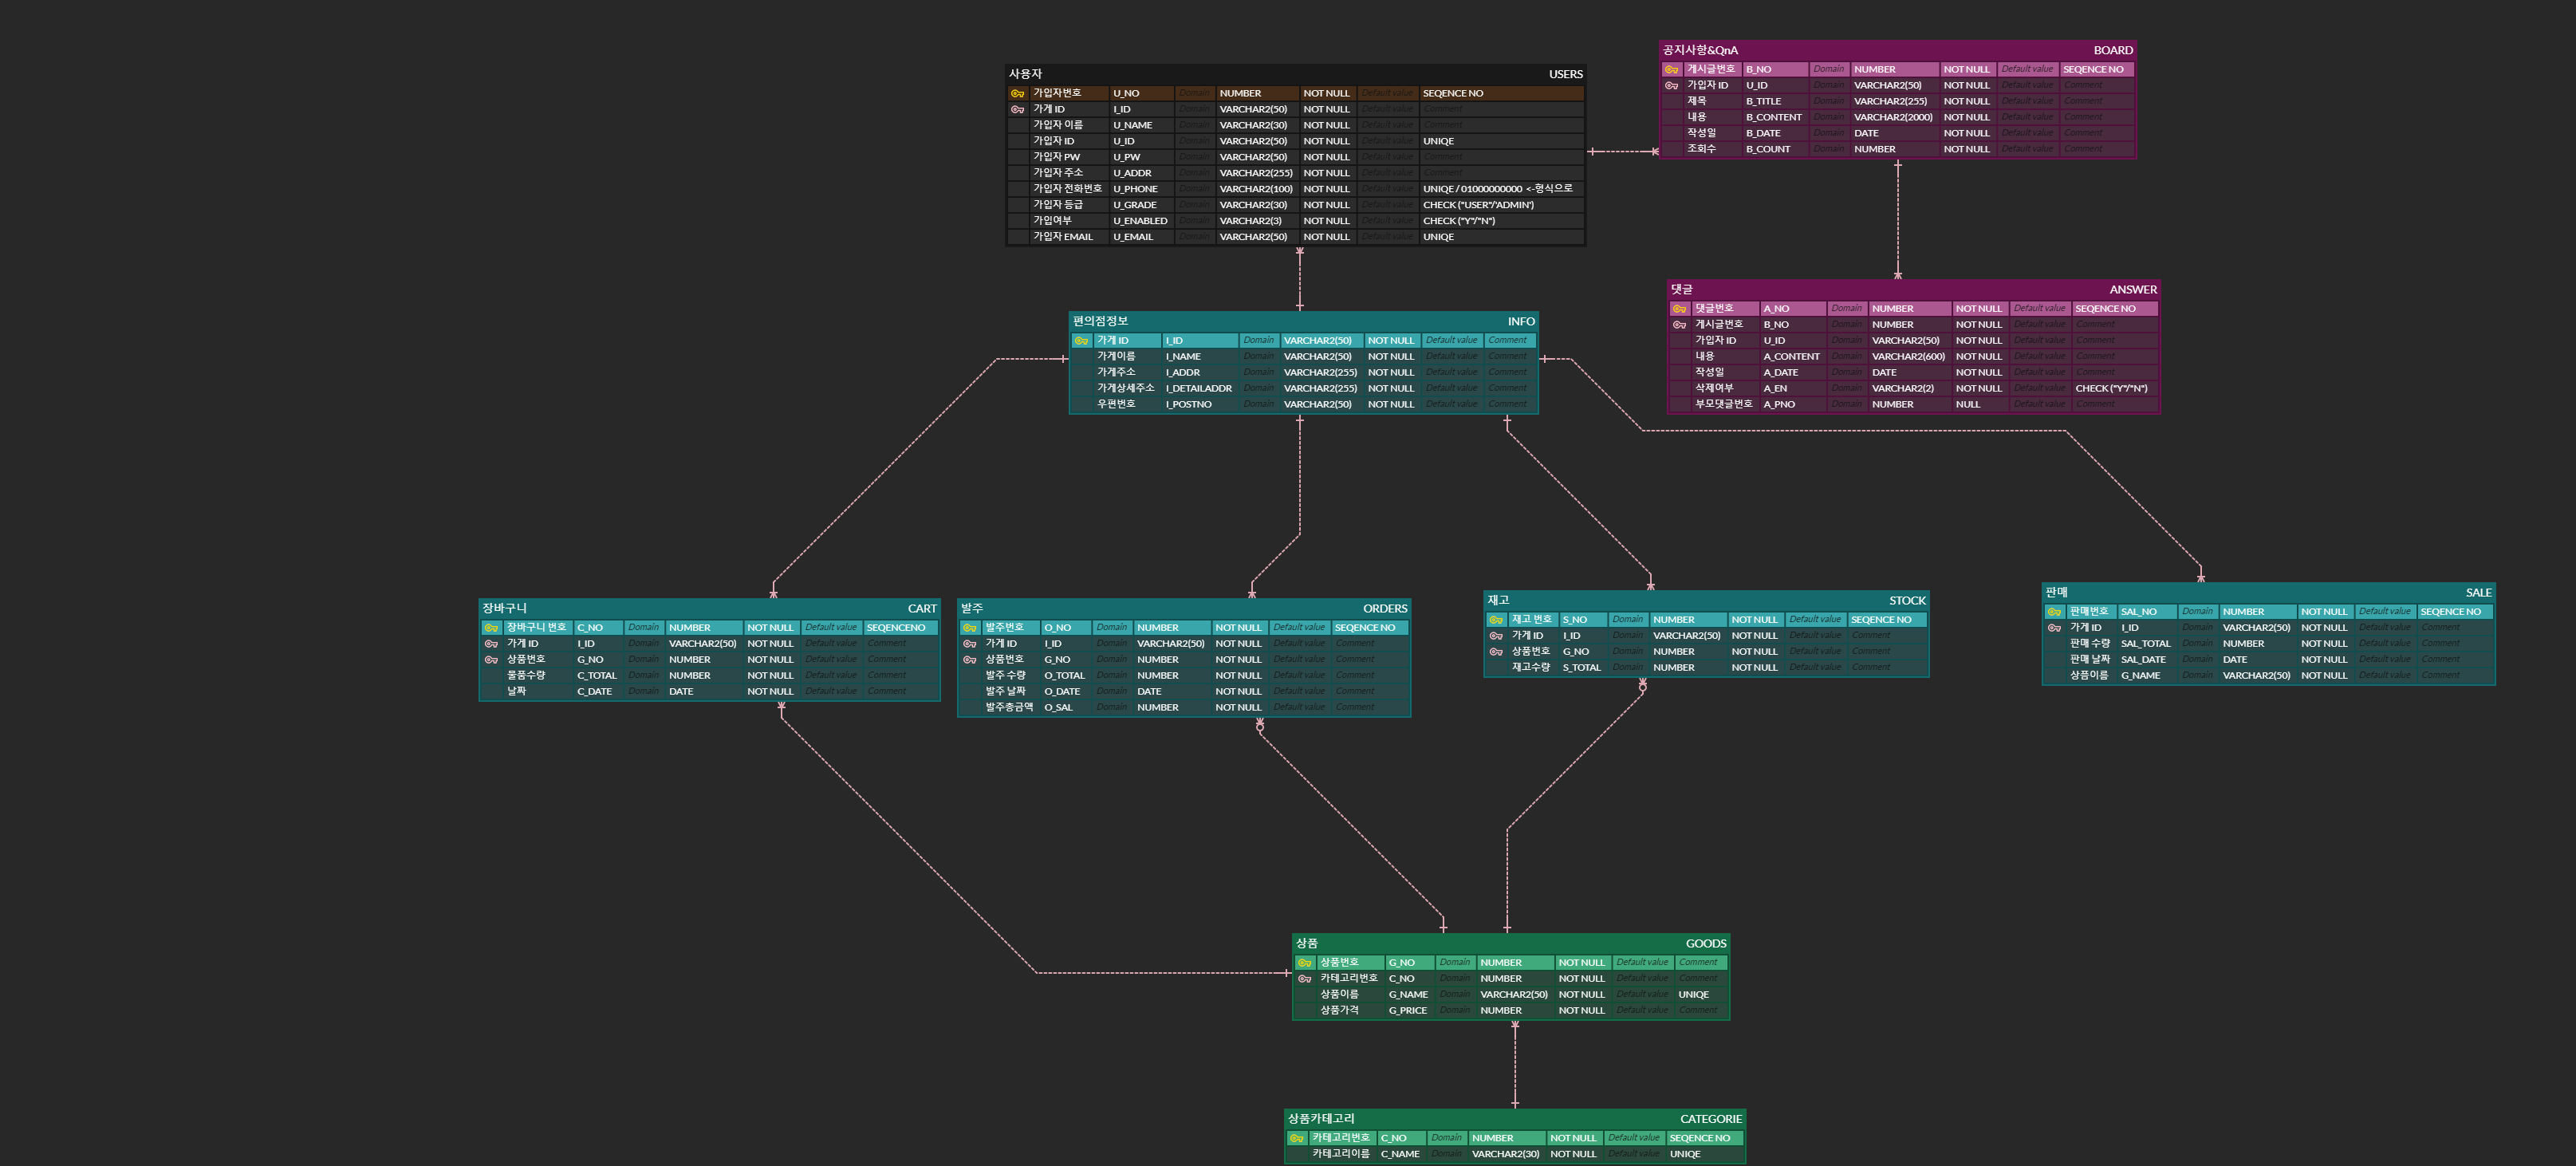 공지사항&QnA BOARD
게시글번호 B_NO Domain NUMBER NOT NULL Default value SEQENCE NO
가입자 ID U_ID Domain VARCHAR2(50) NOT NULL Default value Comment
제목 B_TITLE Domain VARCHAR2(255) NOT NULL Default value Comment
내용 B_CONTENT Domain VARCHAR2(2000) NOT NULL Default value Comment
작성일 B_DATE Domain DATE NOT NULL Default value Comment
조회수 B_COUNT Domain NUMBER NOT NULL Default value Comment
사용자 USERS
가입자번호 U_NO Domain NUMBER NOT NULL Default value SEQENCE NO
가게 ID I_ID Domain VARCHAR2(50) NOT NULL Default value Comment
가입자 이름 U_NAME Domain VARCHAR2(30) NOT NULL Default value Comment
가입자 ID U_ID Domain VARCHAR2(50) NOT NULL Default value UNIQE
가입자 PW U_PW Domain VARCHAR2(50) NOT NULL Default value Comment
가입자 주소 U_ADDR Domain VARCHAR2(255) NOT NULL Default value Comment
가입자 전화번호 U_PHONE Domain VARCHAR2(100) NOT NULL Default value UNIQE / 01000000000 <-형식으로
가입자 등급 U_GRADE Domain VARCHAR2(30) NOT NULL Default value CHECK ("USER"/'ADMIN')
가입여부 U_ENABLED Domain VARCHAR2(3) NOT NULL Default value CHECK ("Y"/"N")
가입자 EMAIL U_EMAIL Domain VARCHAR2(50) NOT NULL Default value UNIQE
댓글 ANSWER
댓글번호 A_NO Domain NUMBER NOT NULL Default value SEQENCE NO
게시글번호 B_NO Domain NUMBER NOT NULL Default value Comment
가입자 ID U_ID Domain VARCHAR2(50) NOT NULL Default value Comment
내용 A_CONTENT Domain VARCHAR2(600) NOT NULL Default value Comment
작성일 A_DATE Domain DATE NOT NULL Default value Comment
삭제여부 A_EN Domain VARCHAR2(2) NOT NULL Default value CHECK ("Y"/"N")
부모댓글번호 A_PNO Domain NUMBER NULL Default value Comment
편의점정보 INFO
가게 ID I_ID Domain VARCHAR2(50) NOT NULL Default value Comment
가게이름 I_NAME Domain VARCHAR2(50) NOT NULL Default value Comment
가게주소 I_ADDR Domain VARCHAR2(255) NOT NULL Default value Comment
가게상세주소 I_DETAILADDR Domain VARCHAR2(255) NOT NULL Default value Comment
우편번호 I_POSTNO Domain VARCHAR2(50) NOT NULL Default value Comment
장바구니 CART
장바구니 번호 C_NO Domain NUMBER NOT NULL Default value SEQENCENO
가게 ID I_ID Domain VARCHAR2(50) NOT NULL Default value Comment
상품번호 G_NO Domain NUMBER NOT NULL Default value Comment
물품수량 C_TOTAL Domain NUMBER NOT NULL Default value Comment
날짜 C_DATE Domain DATE NOT NULL Default value Comment
발주 ORDERS
발주번호 O_NO Domain NUMBER NOT NULL Default value SEQENCE NO
가게 ID I_ID Domain VARCHAR2(50) NOT NULL Default value Comment
상품번호 G_NO Domain NUMBER NOT NULL Default value Comment
발주 수량 O_TOTAL Domain NUMBER NOT NULL Default value Comment
발주 날짜 O_DATE Domain DATE NOT NULL Default value Comment
발주총금액 O_SAL Domain NUMBER NOT NULL Default value Comment
재고 STOCK
재고 번호 S_NO Domain NUMBER NOT NULL Default value SEQENCE NO
가게 ID I_ID Domain VARCHAR2(50) NOT NULL Default value Comment
상품번호 G_NO Domain NUMBER NOT NULL Default value Comment
재고수량 S_TOTAL Domain NUMBER NOT NULL Default value Comment
판매 SALE
판매번호 SAL_NO Domain NUMBER NOT NULL Default value SEQENCE NO
가게 ID I_ID Domain VARCHAR2(50) NOT NULL Default value Comment
판매 수량 SAL_TOTAL Domain NUMBER NOT NULL Default value Comment
판매 날짜 SAL_DATE Domain DATE NOT NULL Default value Comment
상품이름 G_NAME Domain VARCHAR2(50) NOT NULL Default value Comment
상품 GOODS
상품번호 G_NO Domain NUMBER NOT NULL Default value Comment
카테고리번호 C_NO Domain NUMBER NOT NULL Default value Comment
상품이름 G_NAME Domain VARCHAR2(50) NOT NULL Default value UNIQE
상품가격 G_PRICE Domain NUMBER NOT NULL Default value Comment
상품카테고리 CATEGORIE
카테고리번호 C_NO Domain NUMBER NOT NULL Default value SEQENCE NO
카테고리이름 C_NAME Domain VARCHAR2(30) NOT NULL Default value UNIQE